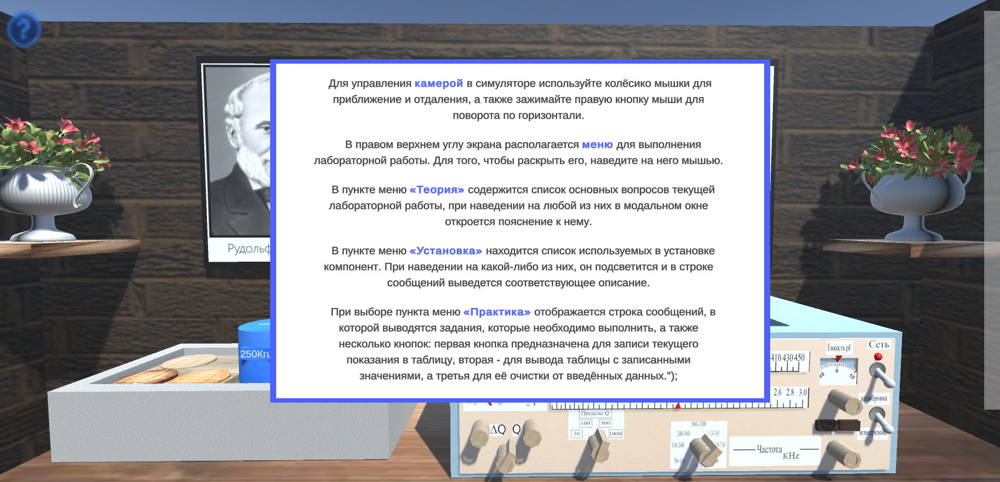 ?
Для управления камерой в симуляторе используйте колёсико мышки для
приближение и отдаления, а также зажимайте правую кнопку мыши для
поворота по горизонтали.
В правом верхнем углу экрана располагается меню для выполнения
лабораторной работы. Для того, чтобы раскрыть его, наведите на него мышью.
В пункте меню «Теория» содержится список основных вопросов текущей
лабораторной работы, при наведении на любой из них в модальном окне
откроется пояснение к нему.
В пункте меню «Установка» находится список используемых в установке
компонент. При наведении на какой-либо из них, он подсветится и в строке
сообщений выведется соответствующее описание.
При выборе пункта меню «Практика» отображается строка сообщений, в
которой выводятся задания, которые необходимо выполнить, а также
несколько кнопок: первая кнопка предназначена для записи текущего
показания в таблицу, вторая - для вывода таблицы с записанными
значениями, а третья для её очистки от введённых данных.");
Рудольф
250Кгц
410 430 450
Ёмкость pF
Сеть
0
10
2.6 2.8 3.0
калибровка
измерение
ΔQ Q
Пределы Q
100 300
30 1000
560-1300
240-560 1.3-3.0
110-240
Частота
кHz